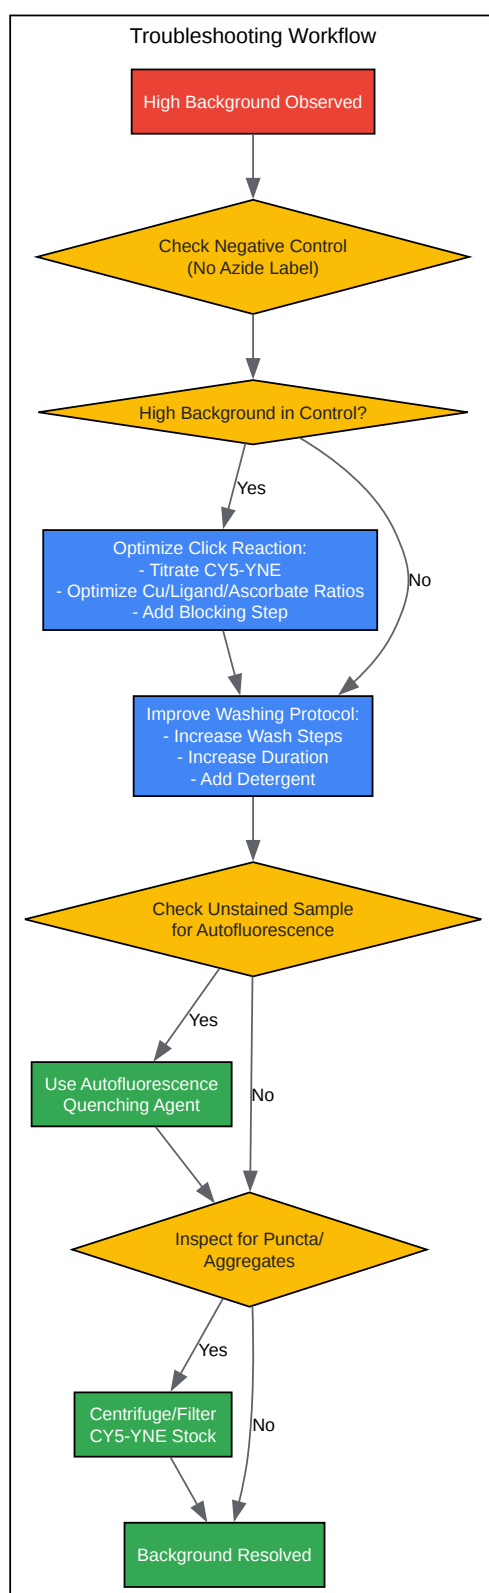 Troubleshooting Workflow
High Background Observed
Check Negative Control
(No Azide Label)
High Background in Control?
Yes
Optimize Click Reaction:
- Titrate CY5-YNE
- Optimize Cu/Ligand/Ascorbate Ratios
- Add Blocking Step
No
Improve Washing Protocol:
- Increase Wash Steps
- Increase Duration
- Add Detergent
Check Unstained Sample
for Autofluorescence
Yes
Use Autofluorescence
Quenching Agent
No
Inspect for Puncta/
Aggregates
Yes
Centrifuge/Filter
CY5-YNE Stock
No
Background Resolved